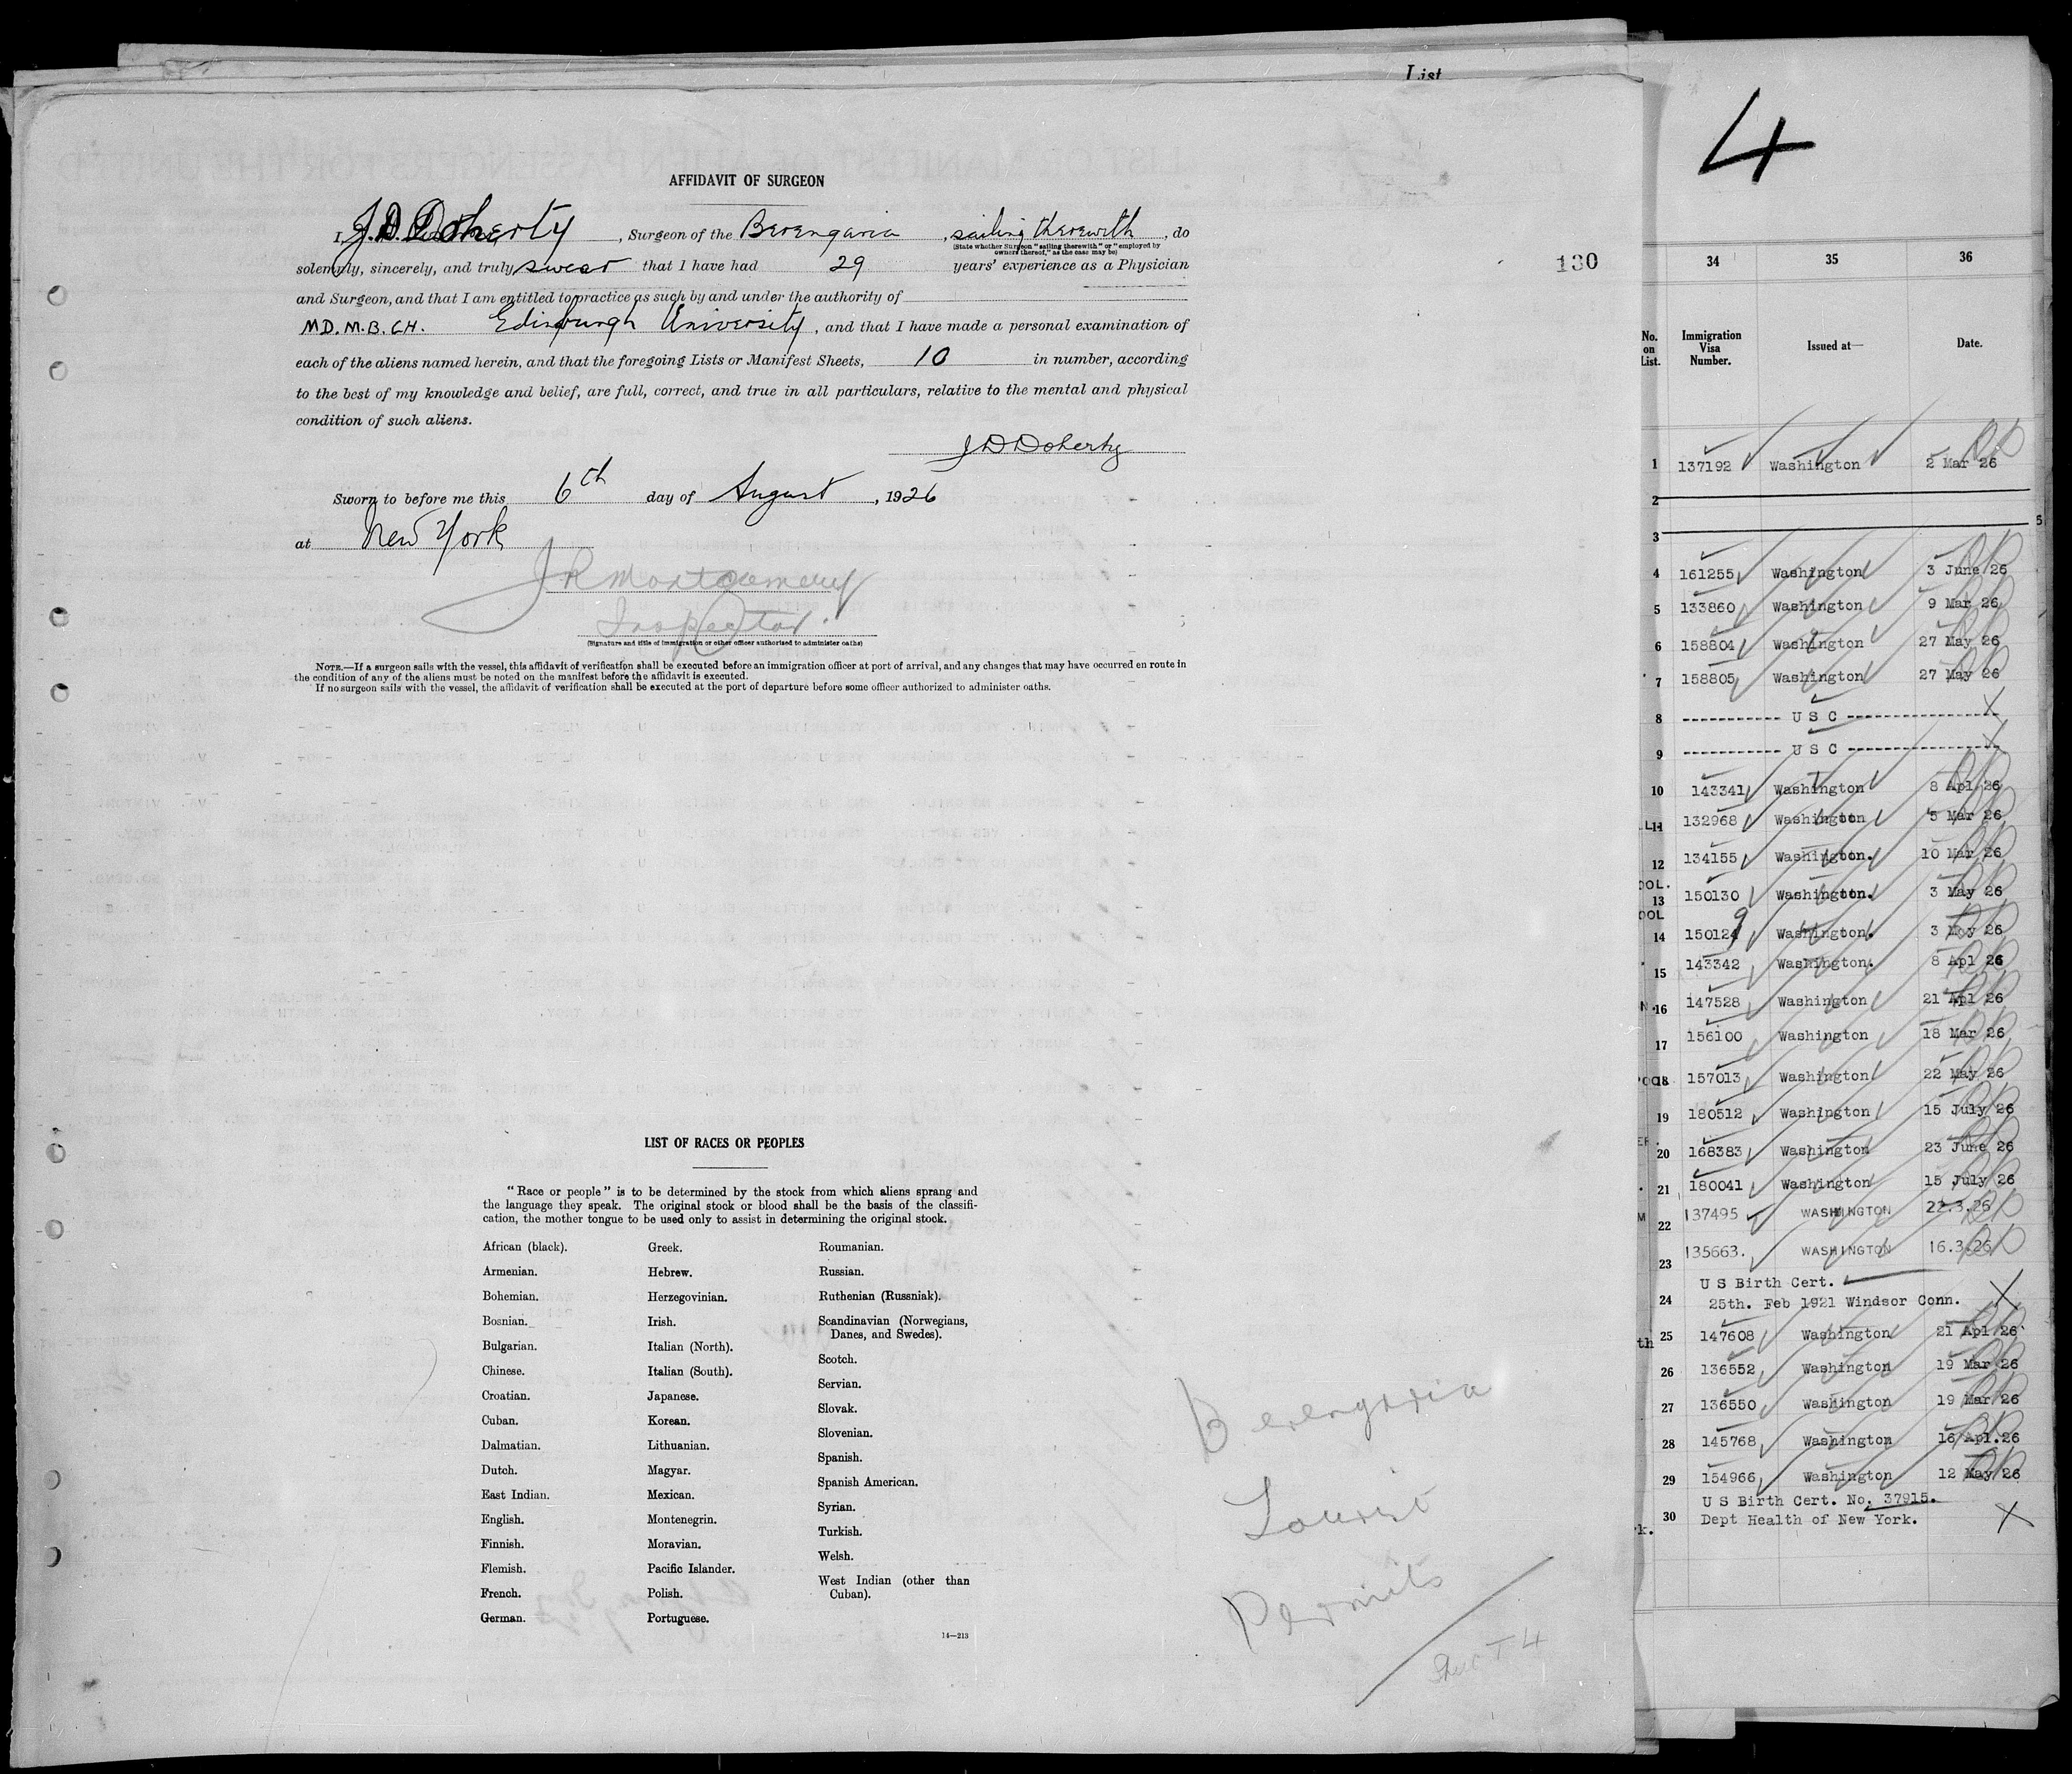 List
AFFIDAVIT OF SURGEON
I, J. D. Doherty, Surgeon of the Berengaria, sailing therewith, do
(State whether Surgeon "sailing therewith" or "employed by
owners thereof," as the case may be)
solemnly, sincerely, and truly swear that I have had 29 years' experience as a Physician
and Surgeon, and that I am entitled to practice as such by and under the authority of
MD. M.B. CH. Edinburgh University, and that I have made a personal examination of
each of the aliens named herein, and that the foregoing Lists or Manifest Sheets, 10 in number, according
to the best of my knowledge and belief, are full, correct, and true in all particulars, relative to the mental and physical
condition of such aliens.
J D Doherty
Sworn to before me this 6th day of August, 1926
at New York
J R Montgomery
Inspector.
(Signature and title of immigration or other officer authorized to administer oaths)
NOTE.—If a surgeon sails with the vessel, this affidavit of verification shall be executed before an immigration officer at port of arrival, and any changes that may have occurred en route in
the condition of any of the aliens must be noted on the manifest before the affidavit is executed.
If no surgeon sails with the vessel, the affidavit of verification shall be executed at the port of departure before some officer authorized to administer oaths.
130
LIST OF RACES OR PEOPLES
"Race or people" is to be determined by the stock from which aliens sprang and
the language they speak. The original stock or blood shall be the basis of the classifi-
cation, the mother tongue to be used only to assist in determining the original stock.
African (black).
Armenian.
Bohemian.
Bosnian.
Bulgarian.
Chinese.
Croatian.
Cuban.
Dalmatian.
Dutch.
East Indian.
English.
Finnish.
Flemish.
French.
German.
Greek.
Hebrew.
Herzegovinian.
Irish.
Italian (North).
Italian (South).
Japanese.
Korean.
Lithuanian.
Magyar.
Mexican.
Montenegrin.
Moravian.
Pacific Islander.
Polish.
Portuguese.
Roumanian.
Russian.
Ruthenian (Russniak).
Scandinavian (Norwegians,
Danes, and Swedes).
Scotch.
Servian.
Slovak.
Slovenian.
Spanish.
Spanish American.
Syrian.
Turkish.
Welsh.
West Indian (other than
Cuban).
14—213
Berengaria
Tourist
Permits
T 4
4
34 35 36
No. on List. Immigration Visa Number. Issued at— Date.
1 137192 Washington 2 Mar 26
2
3
4 161255 Washington 3 June 26
5 133860 Washington 9 Mar 26
6 158804 Washington 27 May 26
7 158805 Washington 27 May 26
8 ----------- U S C ----------------- X
9 ----------- U S C ----------------- X
10 143341 Washington 8 Apl 26
11 132968 Washington 5 Mar 26
12 134155 Washington. 10 Mar 26
13 150130 Washington. 3 May 26
14 150129 Washington. 3 May 26
15 143342 Washington. 8 Apl 26
16 147528 Washington 21 Apl 26
17 156100 Washington 18 Mar 26
18 157013 Washington 22 May 26
19 180512 Washington 15 July 26
20 168383 Washington 23 June 26
21 180041 Washington 15 July 26
22 137495 WASHINGTON 22.3.26
23 135663. WASHINGTON 16.3.26
24 U S Birth Cert.
25th. Feb 1921 Windsor Conn. X
25 147608 Washington 21 Apl 26
26 136552 Washington 19 Mar 26
27 136550 Washington 19 Mar 26
28 145768 Washington 16 Apl.26
29 154966 Washington 12 May 26
30 U S Birth Cert. No. 37915.
Dept Health of New York. X